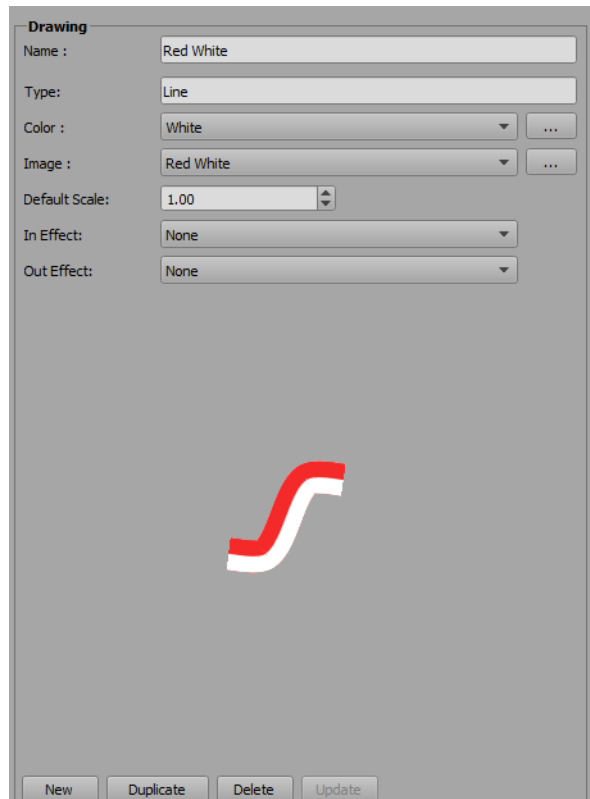 Drawing
Name : Red White
Type: Line
Color : White ...
Image : Red White ...
Default Scale: 1.00
In Effect: None
Out Effect: None
New Duplicate Delete Update